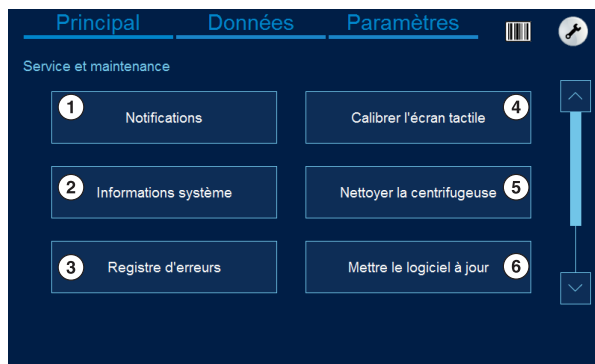 Principal Données Paramètres
Service et maintenance
1 Notifications
Calibrer l'écran tactile 4
2 Informations système
Nettoyer la centrifugeuse 5
3 Registre d'erreurs
Mettre le logiciel à jour 6